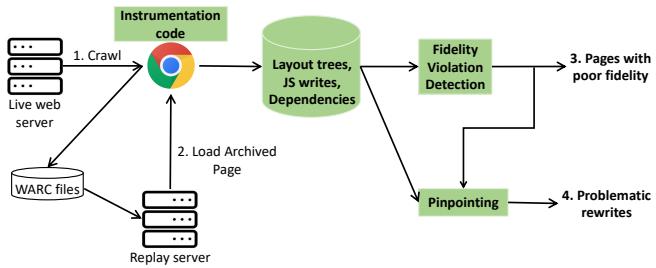 Instrumentation
code
1. Crawl
Live web
server
Layout trees,
JS writes,
Dependencies
Fidelity
Violation
Detection
3. Pages with
poor fidelity
2. Load Archived
Page
WARC files
Replay server
Pinpointing
4. Problematic
rewrites